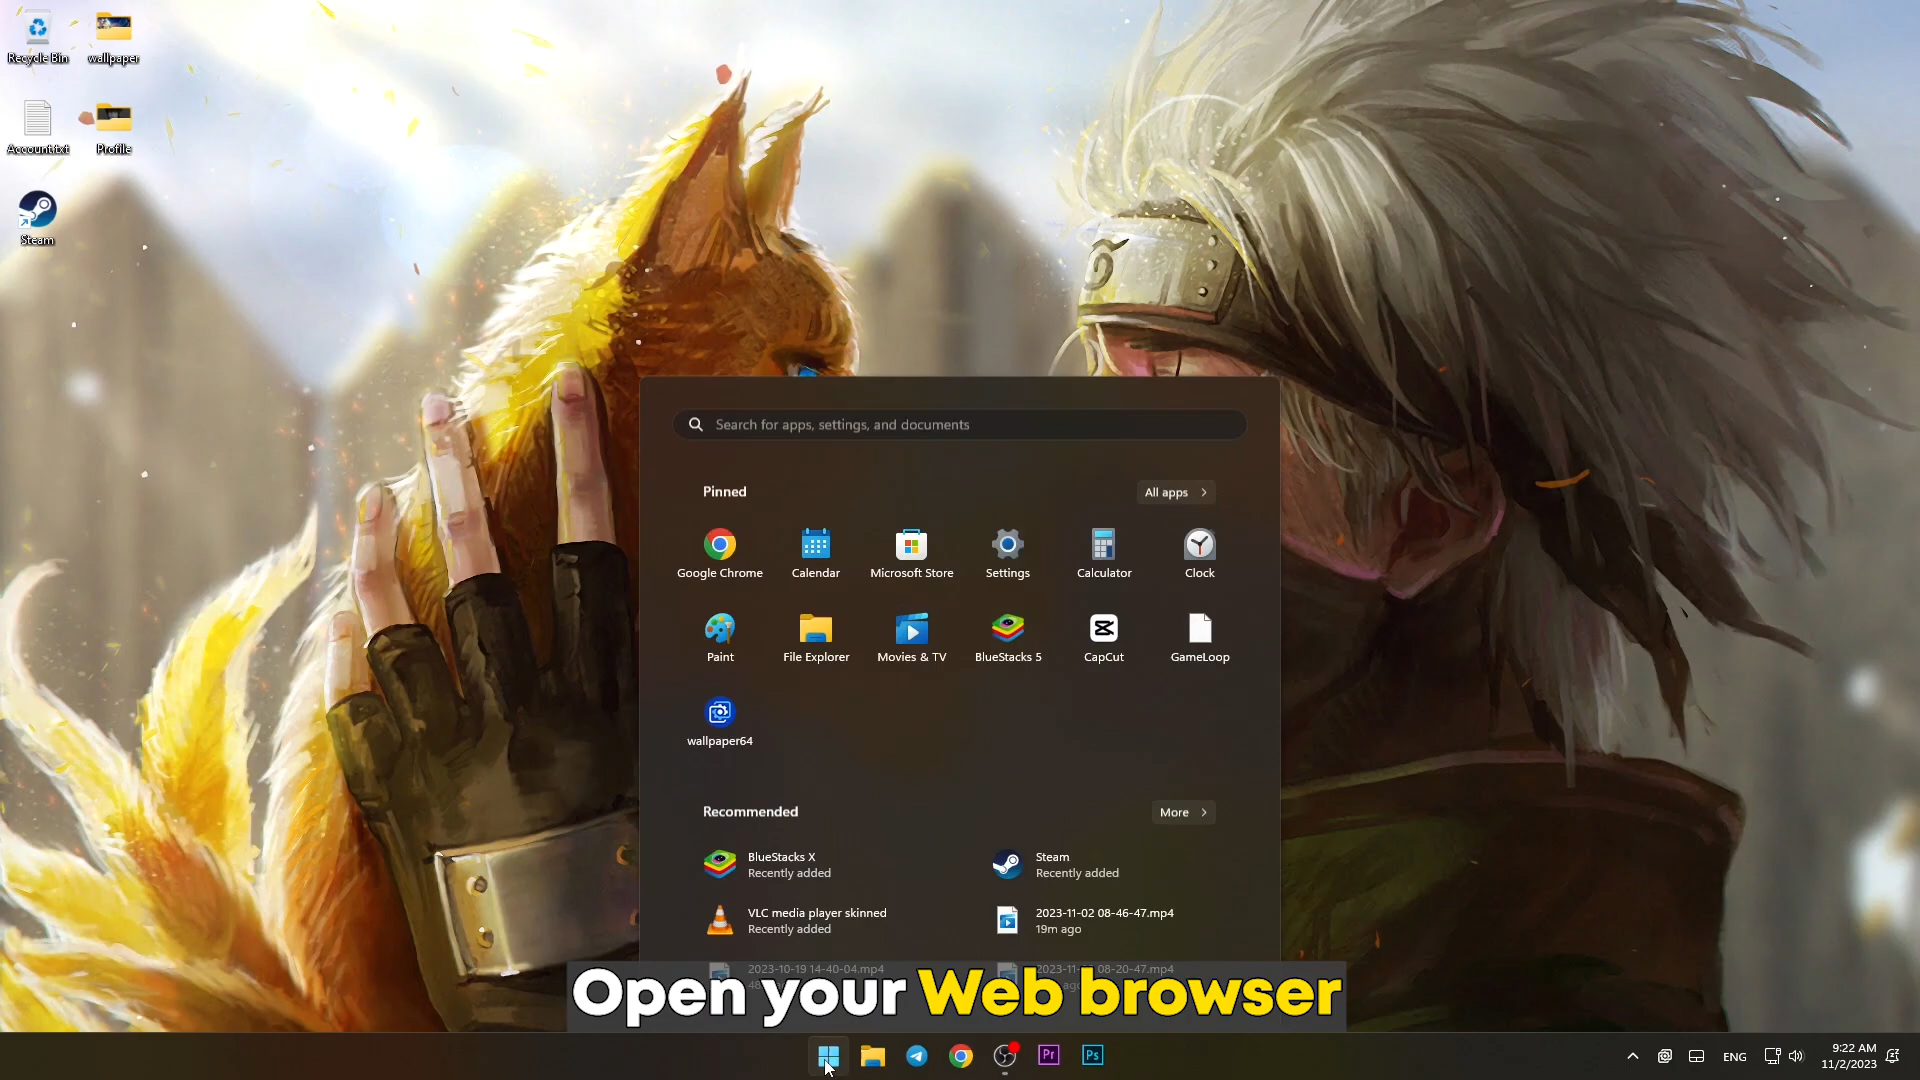 Recycle Bin
wallpaper
Account.txt
Profile
Steam
Search for apps, settings, and documents
Pinned
All apps
Google Chrome
Calendar
Microsoft Store
Settings
Calculator
Clock
Paint
File Explorer
Movies & TV
BlueStacks 5
CapCut
GameLoop
wallpaper64
Recommended
More
BlueStacks X
Recently added
Steam
Recently added
VLC media player skinned
Recently added
2023-11-02 08-46-47.mp4
19m ago
2023-10-19 14-40-04.mp4
08-20-47.mp4
Open your Web browser
Pr
Ps
ENG
9:22 AM
11/2/2023